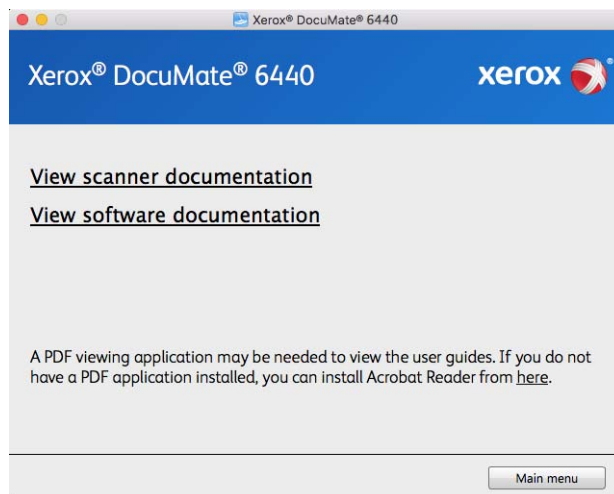 Xerox® DocuMate® 6440
Xerox® DocuMate® 6440
xerox®
View scanner documentation
View software documentation
A PDF viewing application may be needed to view the user guides. If you do not
have a PDF application installed, you can install Acrobat Reader from here.
Main menu